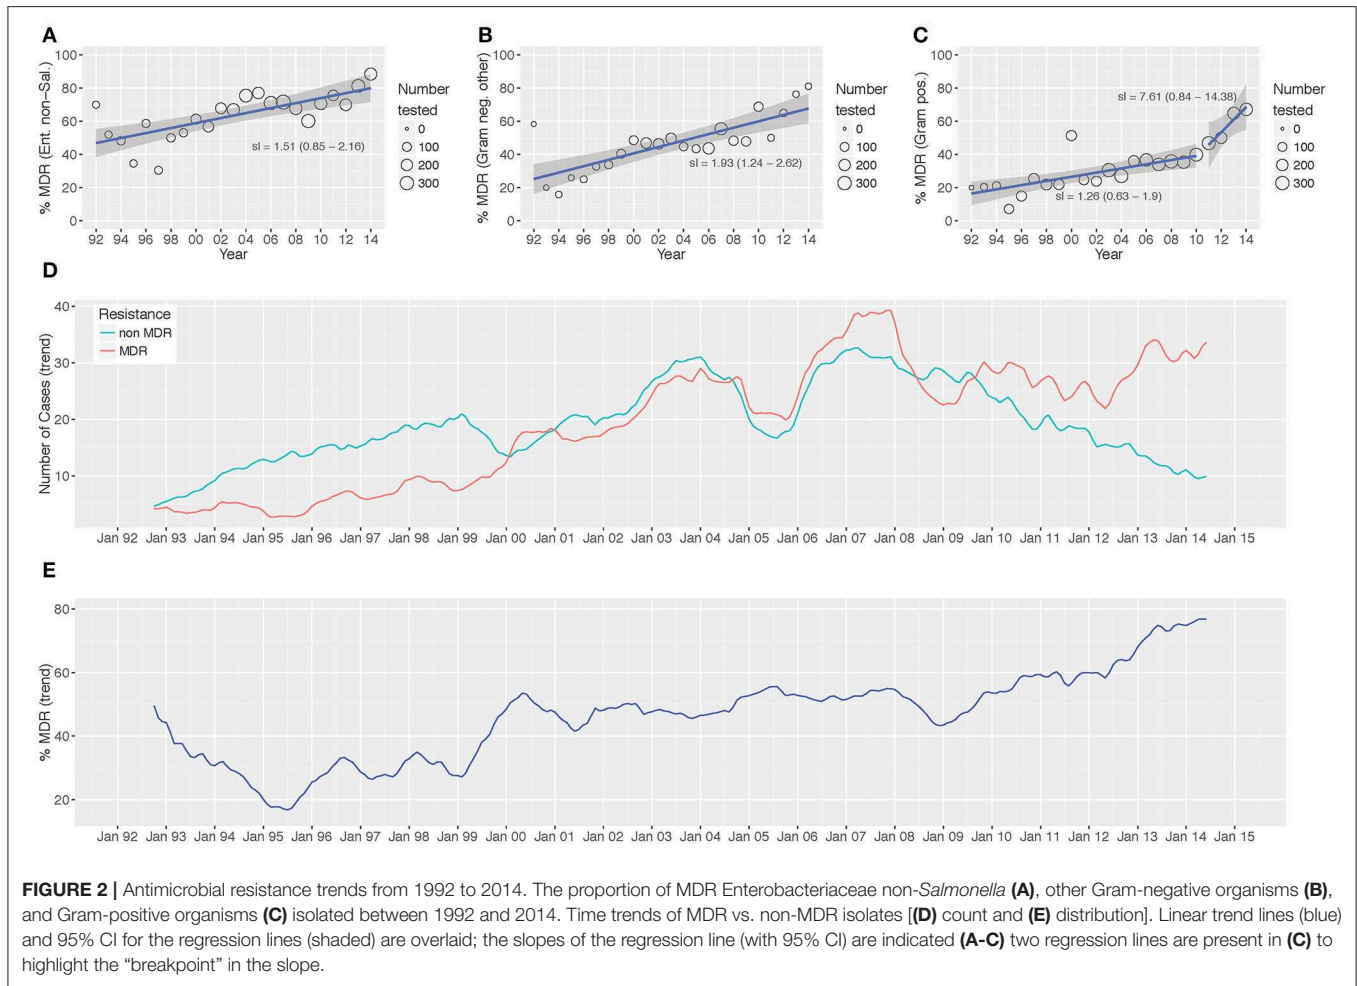 A
% MDR (Ent. non–Sal.)
100
80
60
40
20
0
sl = 1.51 (0.85 – 2.16)
92 94 96 98 00 02 04 06 08 10 12 14
Year
Number
tested
0
100
200
300
B
% MDR (Gram neg. other)
100
80
60
40
20
0
sl = 1.93 (1.24 – 2.62)
92 94 96 98 00 02 04 06 08 10 12 14
Year
Number
tested
0
100
200
300
C
% MDR (Gram pos.)
100
80
60
40
20
0
sl = 7.61 (0.84 – 14.38)
sl = 1.26 (0.63 – 1.9)
92 94 96 98 00 02 04 06 08 10 12 14
Year
Number
tested
0
100
200
300
D
Number of Cases (trend)
40
30
20
10
Resistance
non MDR
MDR
Jan 92 Jan 93 Jan 94 Jan 95 Jan 96 Jan 97 Jan 98 Jan 99 Jan 00 Jan 01 Jan 02 Jan 03 Jan 04 Jan 05 Jan 06 Jan 07 Jan 08 Jan 09 Jan 10 Jan 11 Jan 12 Jan 13 Jan 14 Jan 15
E
% MDR (trend)
80
60
40
20
Jan 92 Jan 93 Jan 94 Jan 95 Jan 96 Jan 97 Jan 98 Jan 99 Jan 00 Jan 01 Jan 02 Jan 03 Jan 04 Jan 05 Jan 06 Jan 07 Jan 08 Jan 09 Jan 10 Jan 11 Jan 12 Jan 13 Jan 14 Jan 15
FIGURE 2 | Antimicrobial resistance trends from 1992 to 2014. The proportion of MDR Enterobacteriaceae non-Salmonella (A), other Gram-negative organisms (B),
and Gram-positive organisms (C) isolated between 1992 and 2014. Time trends of MDR vs. non-MDR isolates [(D) count and (E) distribution]. Linear trend lines (blue)
and 95% CI for the regression lines (shaded) are overlaid; the slopes of the regression line (with 95% CI) are indicated (A-C) two regression lines are present in (C) to
highlight the “breakpoint” in the slope.